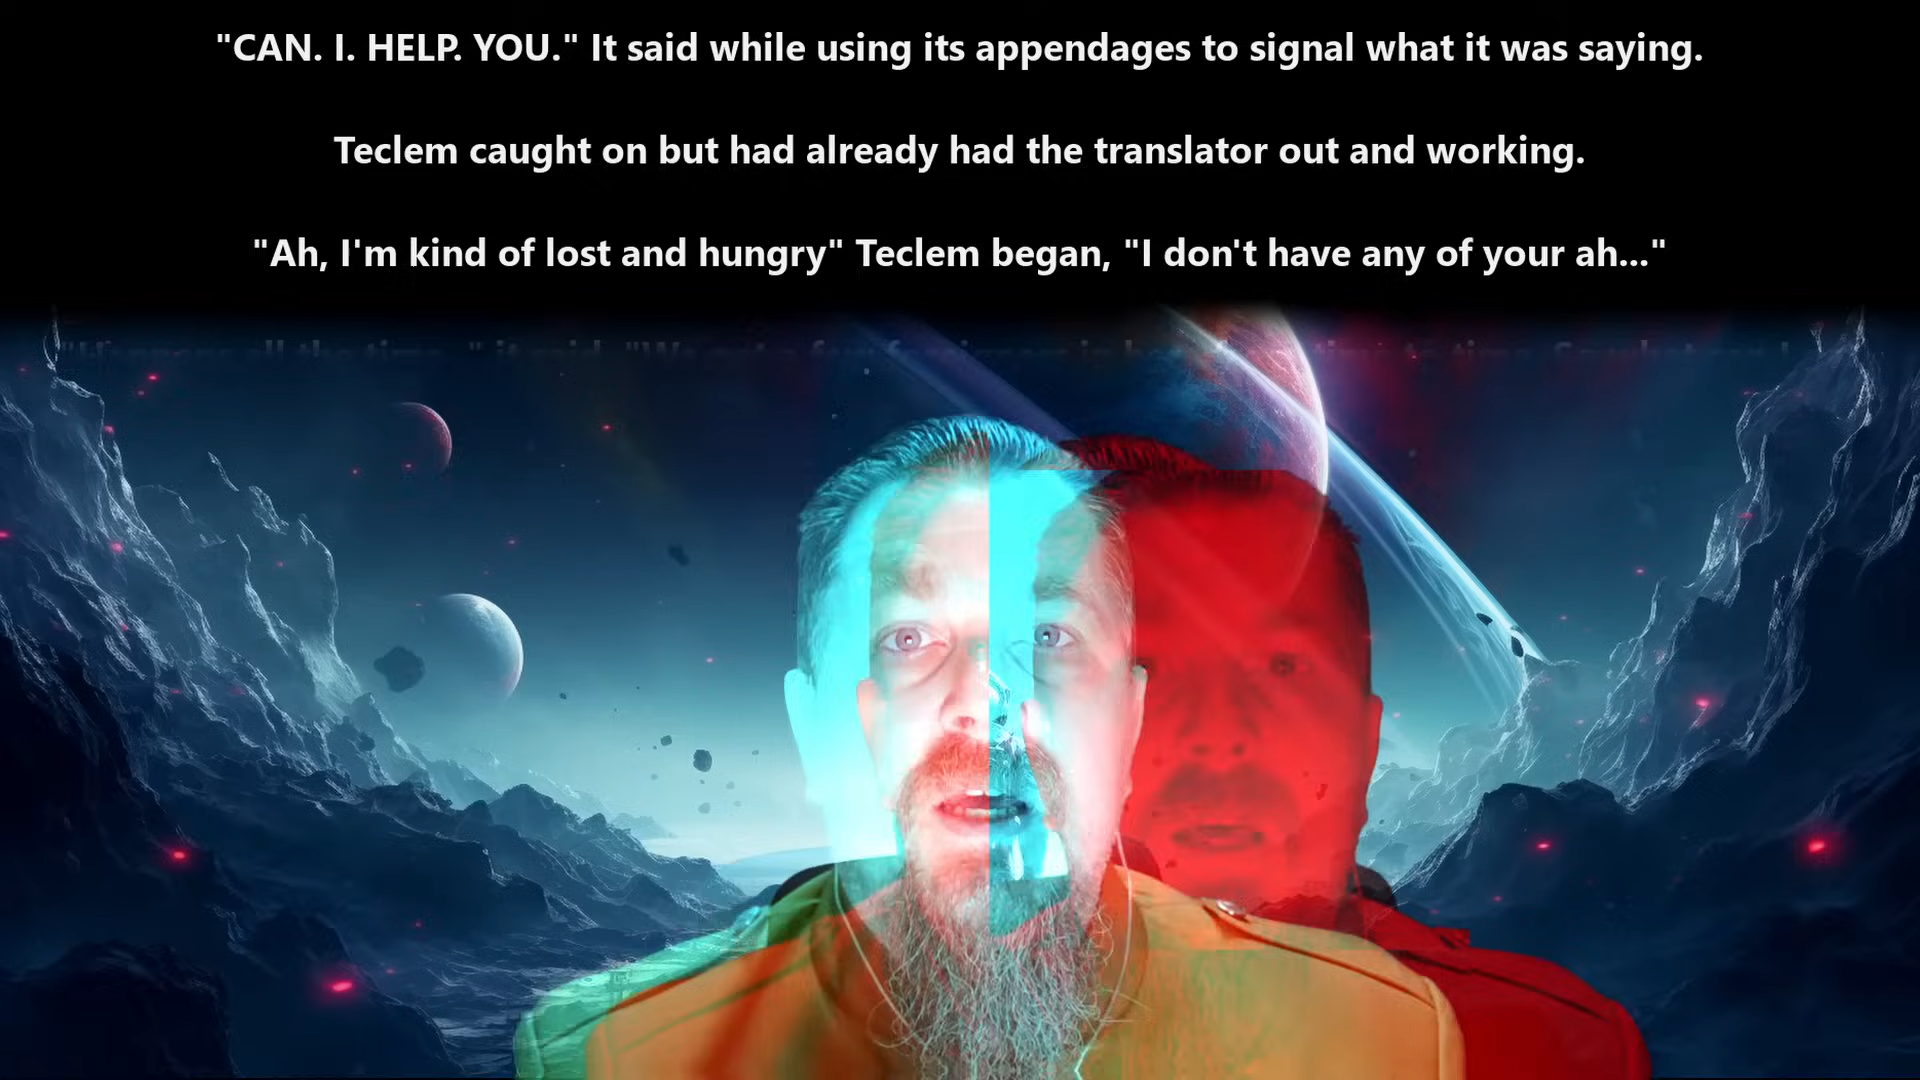 "CAN. I. HELP. YOU." It said while using its appendages to signal what it was saying.
Teclem caught on but had already had the translator out and working.
"Ah, I'm kind of lost and hungry" Teclem began, "I don't have any of your ah..."